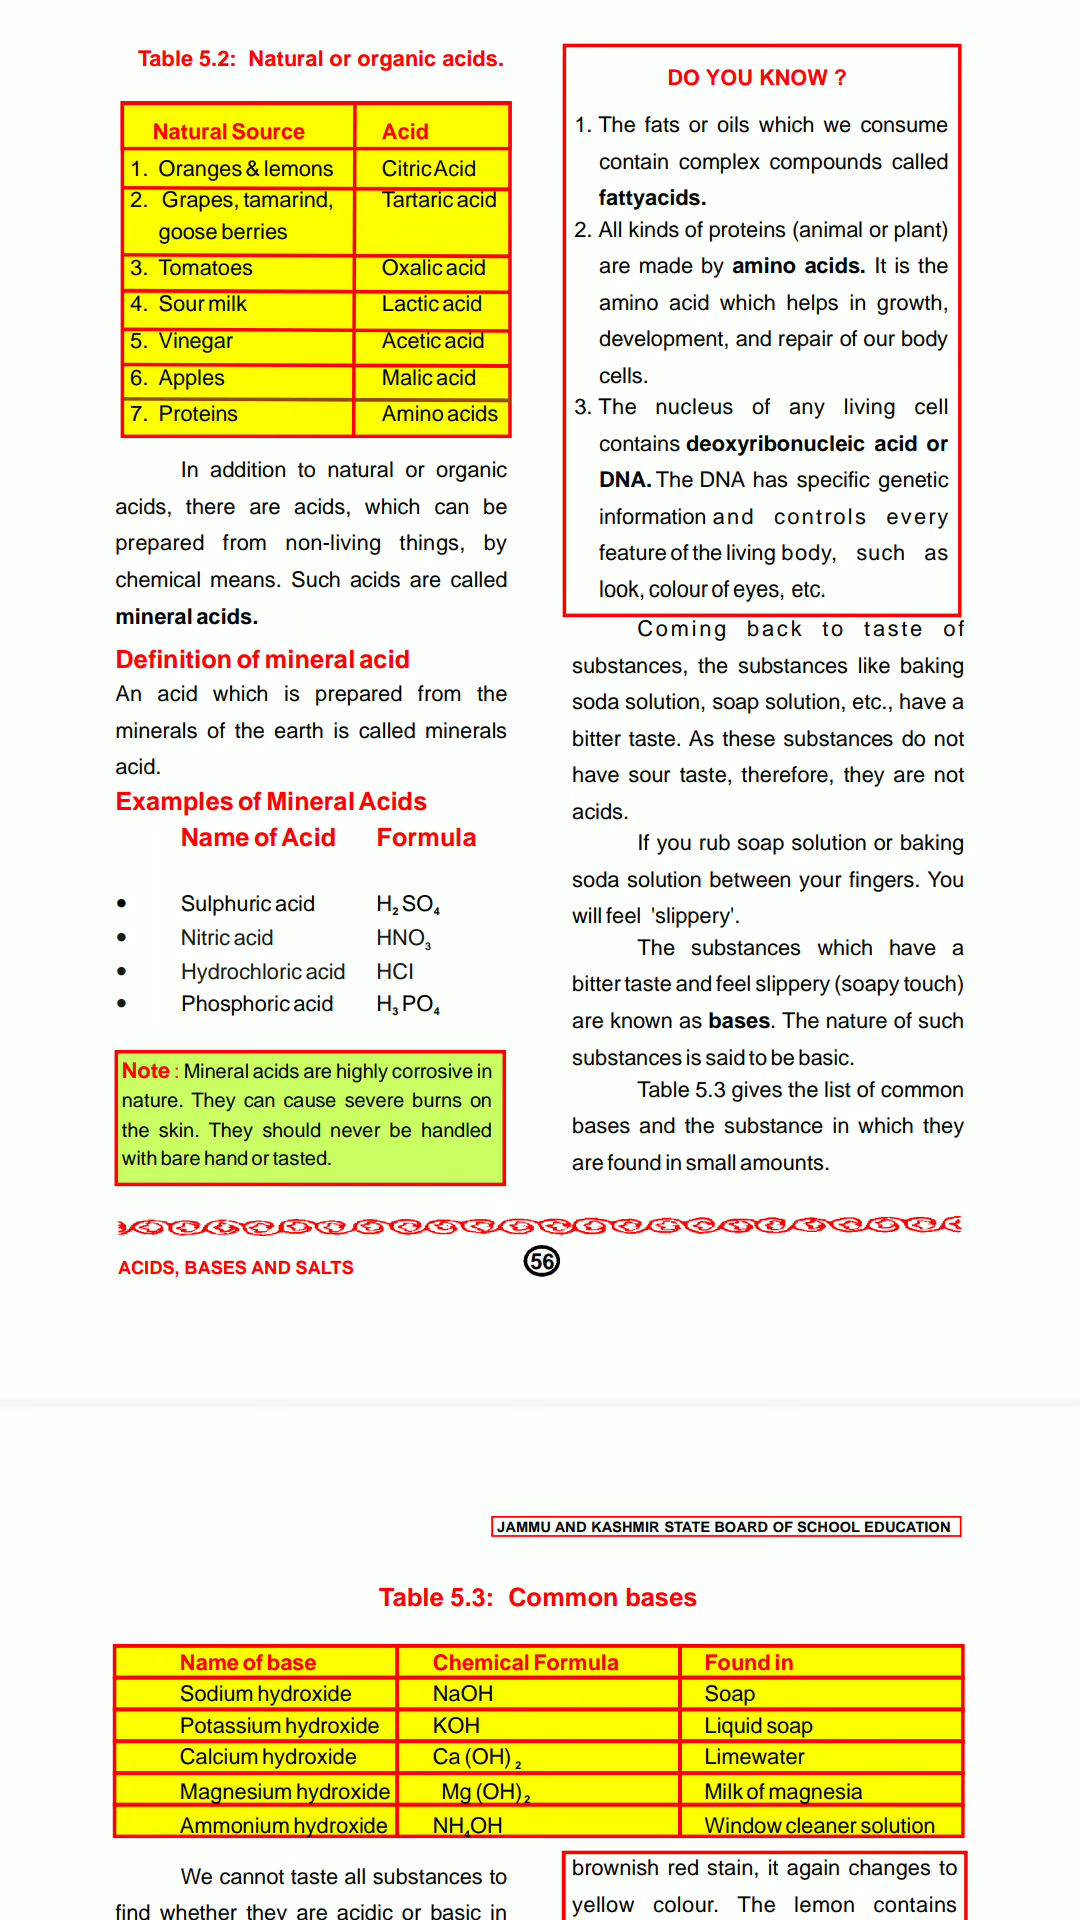 Table 5.2: Natural or organic acids.
Natural Source Acid
1. Oranges & lemons Citric Acid
2. Grapes, tamarind, Tartaric acid
goose berries
3. Tomatoes Oxalic acid
4. Sour milk Lactic acid
5. Vinegar Acetic acid
6. Apples Malic acid
7. Proteins Amino acids
In addition to natural or organic
acids, there are acids, which can be
prepared from non-living things, by
chemical means. Such acids are called
mineral acids.
Definition of mineral acid
An acid which is prepared from the
minerals of the earth is called minerals
acid.
Examples of Mineral Acids
Name of Acid Formula
• Sulphuric acid H₂SO₄
• Nitric acid HNO₃
• Hydrochloric acid HCl
• Phosphoric acid H₃PO₄
Note : Mineral acids are highly corrosive in
nature. They can cause severe burns on
the skin. They should never be handled
with bare hand or tasted.
DO YOU KNOW ?
1. The fats or oils which we consume
contain complex compounds called
fattyacids.
2. All kinds of proteins (animal or plant)
are made by amino acids. It is the
amino acid which helps in growth,
development, and repair of our body
cells.
3. The nucleus of any living cell
contains deoxyribonucleic acid or
DNA. The DNA has specific genetic
information and controls every
feature of the living body, such as
look, colour of eyes, etc.
Coming back to taste of
substances, the substances like baking
soda solution, soap solution, etc., have a
bitter taste. As these substances do not
have sour taste, therefore, they are not
acids.
If you rub soap solution or baking
soda solution between your fingers. You
will feel 'slippery'.
The substances which have a
bitter taste and feel slippery (soapy touch)
are known as bases. The nature of such
substances is said to be basic.
Table 5.3 gives the list of common
bases and the substance in which they
are found in small amounts.
ACIDS, BASES AND SALTS 56
JAMMU AND KASHMIR STATE BOARD OF SCHOOL EDUCATION
Table 5.3: Common bases
Name of base Chemical Formula Found in
Sodium hydroxide NaOH Soap
Potassium hydroxide KOH Liquid soap
Calcium hydroxide Ca (OH)₂ Limewater
Magnesium hydroxide Mg (OH)₂ Milk of magnesia
Ammonium hydroxide NH₄OH Window cleaner solution
We cannot taste all substances to
find whether they are acidic or basic in
brownish red stain, it again changes to
yellow colour. The lemon contains